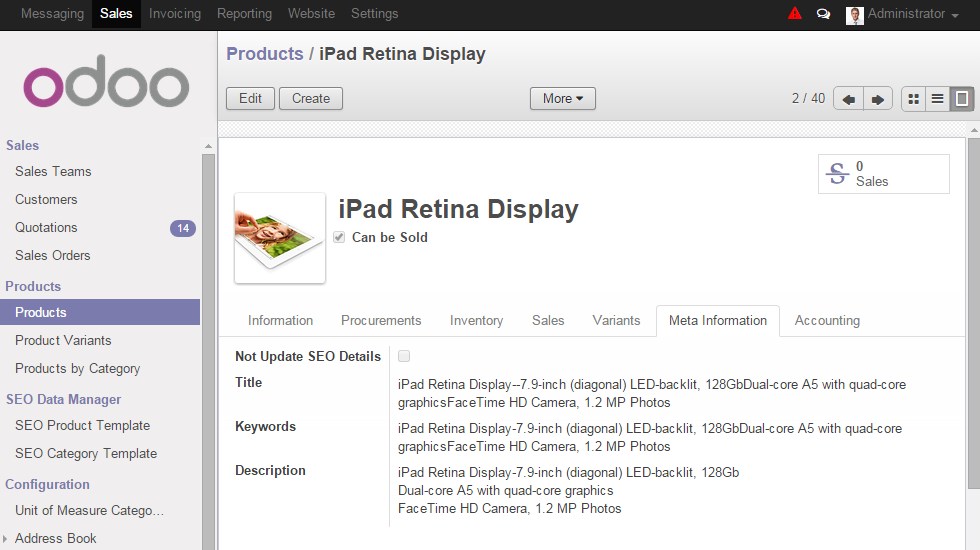 Messaging Sales Invoicing Reporting Website Settings Administrator
odoo
Products / iPad Retina Display
Edit Create More 2 / 40
Sales
Sales Teams
Customers
Quotations 14
Sales Orders
Products
Products
Product Variants
Products by Category
SEO Data Manager
SEO Product Template
SEO Category Template
Configuration
Unit of Measure Catego...
Address Book
0
Sales
iPad Retina Display
Can be Sold
Information Procurements Inventory Sales Variants Meta Information Accounting
Not Update SEO Details
Title
iPad Retina Display--7.9-inch (diagonal) LED-backlit, 128GbDual-core A5 with quad-core
graphicsFaceTime HD Camera, 1.2 MP Photos
Keywords
iPad Retina Display-7.9-inch (diagonal) LED-backlit, 128GbDual-core A5 with quad-core
graphicsFaceTime HD Camera, 1.2 MP Photos
Description
iPad Retina Display-7.9-inch (diagonal) LED-backlit, 128Gb
Dual-core A5 with quad-core graphics
FaceTime HD Camera, 1.2 MP Photos